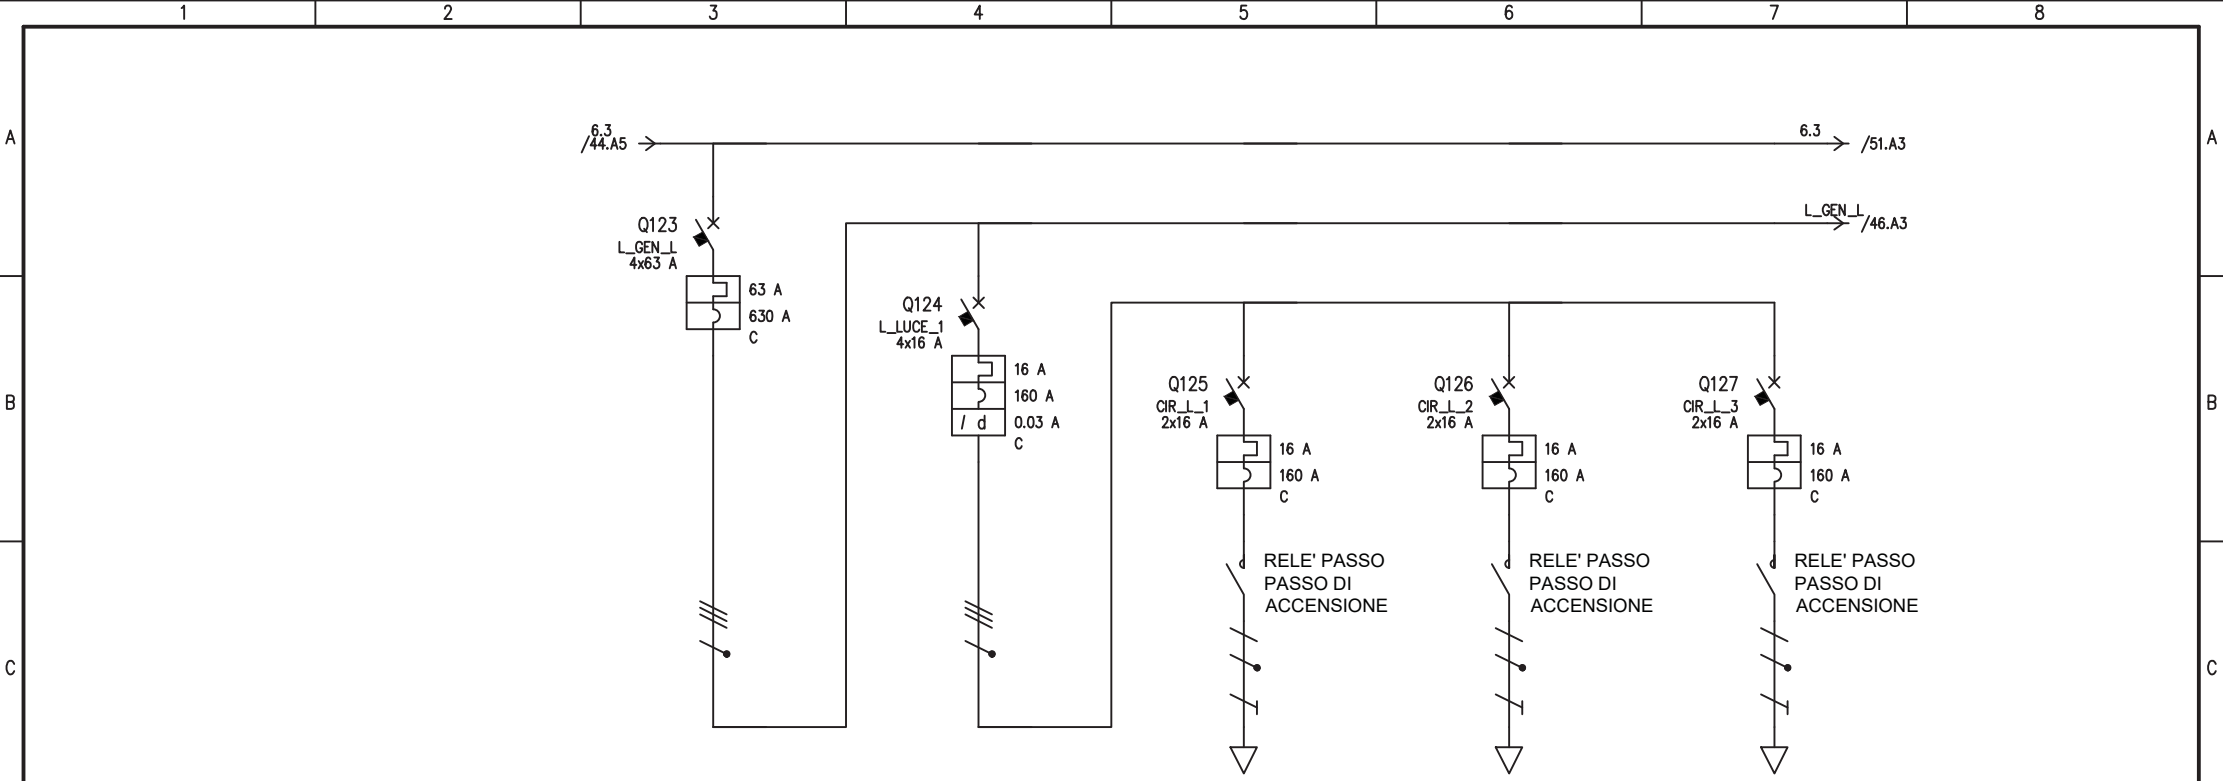 1 2 3 4 5 6 7 8
A A
6.3
/44.A5
6.3
/51.A3
L_GEN_L
/46.A3
Q123
L_GEN_L
4x63 A
63 A
630 A
C
Q124
L_LUCE_1
4x16 A
16 A
160 A
I d 0.03 A
C
B B
Q125
CIR_L_1
2x16 A
16 A
160 A
C
Q126
CIR_L_2
2x16 A
16 A
160 A
C
Q127
CIR_L_3
2x16 A
16 A
160 A
C
RELE' PASSO
PASSO DI
ACCENSIONE
RELE' PASSO
PASSO DI
ACCENSIONE
RELE' PASSO
PASSO DI
ACCENSIONE
C C